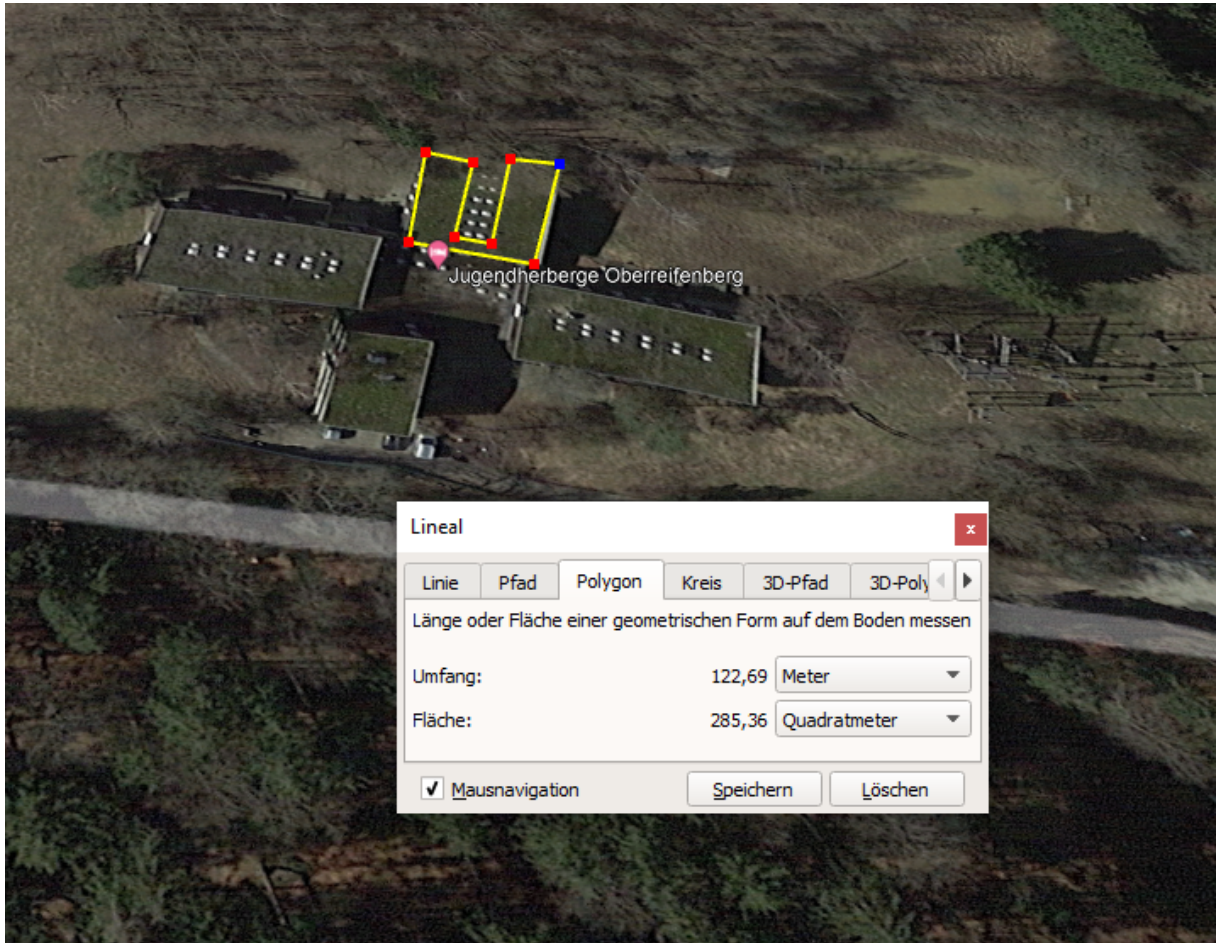 Jugendherberge Oberreifenberg
Lineal
x
Linie Pfad Polygon Kreis 3D-Pfad 3D-Poly
Länge oder Fläche einer geometrischen Form auf dem Boden messen
Umfang: 122,69 Meter
Fläche: 285,36 Quadratmeter
Mausnavigation Speichern Löschen